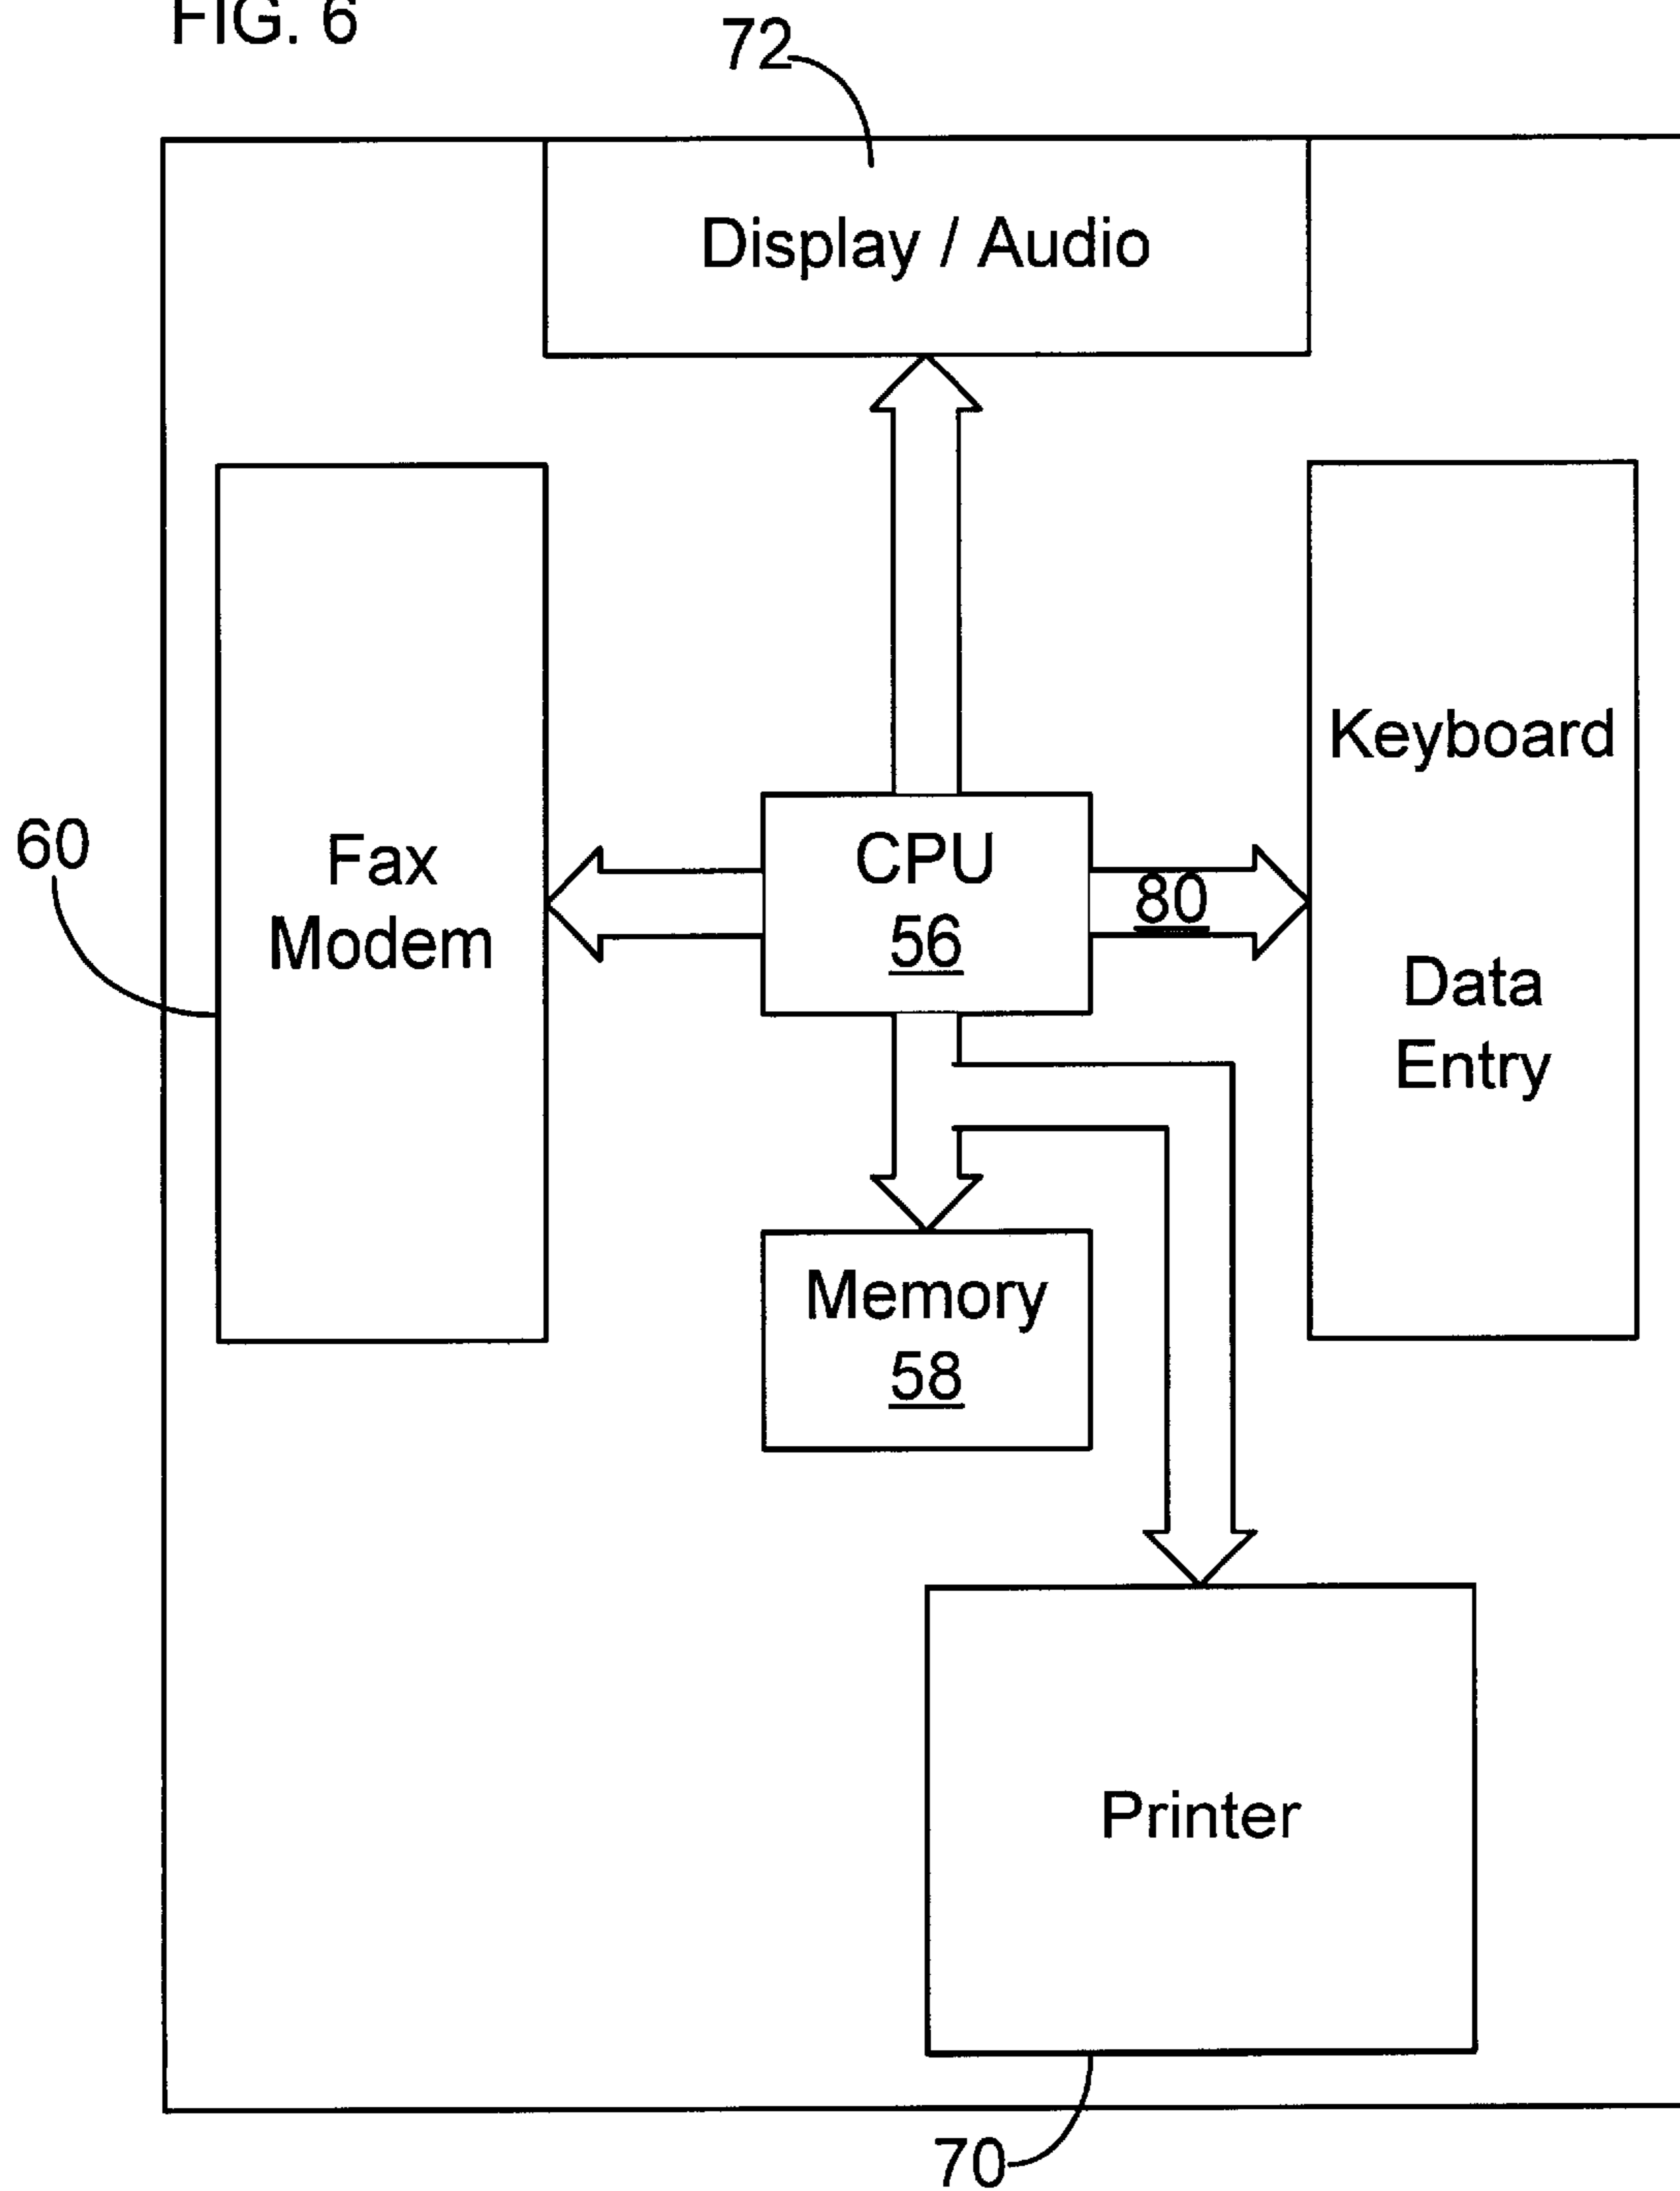 FIG. 6
72
Display / Audio
60
Fax
Modem
CPU
56
80
Keyboard
Data
Entry
Memory
58
Printer
70